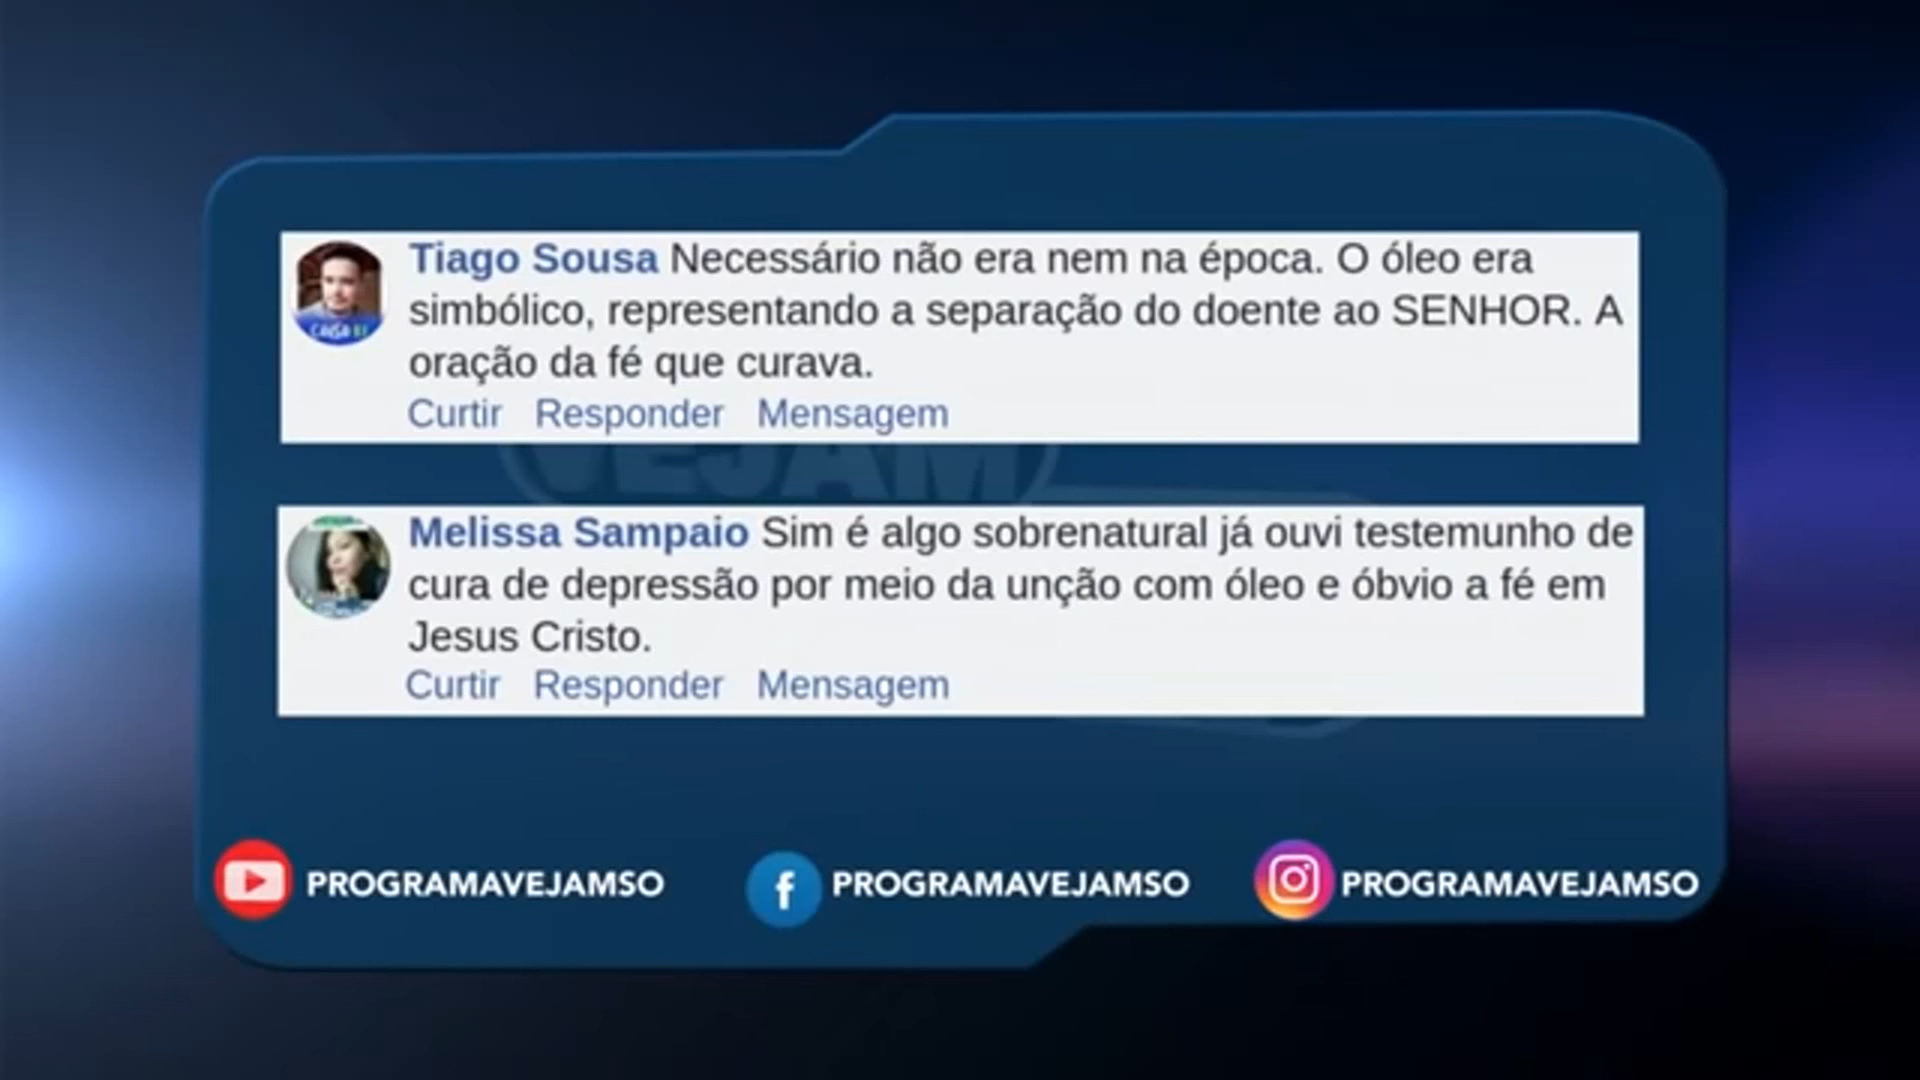 Tiago Sousa Necessário não era nem na época. O óleo era
simbólico, representando a separação do doente ao SENHOR. A
oração da fé que curava.
Curtir Responder Mensagem
VEJAM
Melissa Sampaio Sim é algo sobrenatural já ouvi testemunho de
cura de depressão por meio da unção com óleo e óbvio a fé em
Jesus Cristo.
Curtir Responder Mensagem
PROGRAMAVEJAMSO PROGRAMAVEJAMSO PROGRAMAVEJAMSO